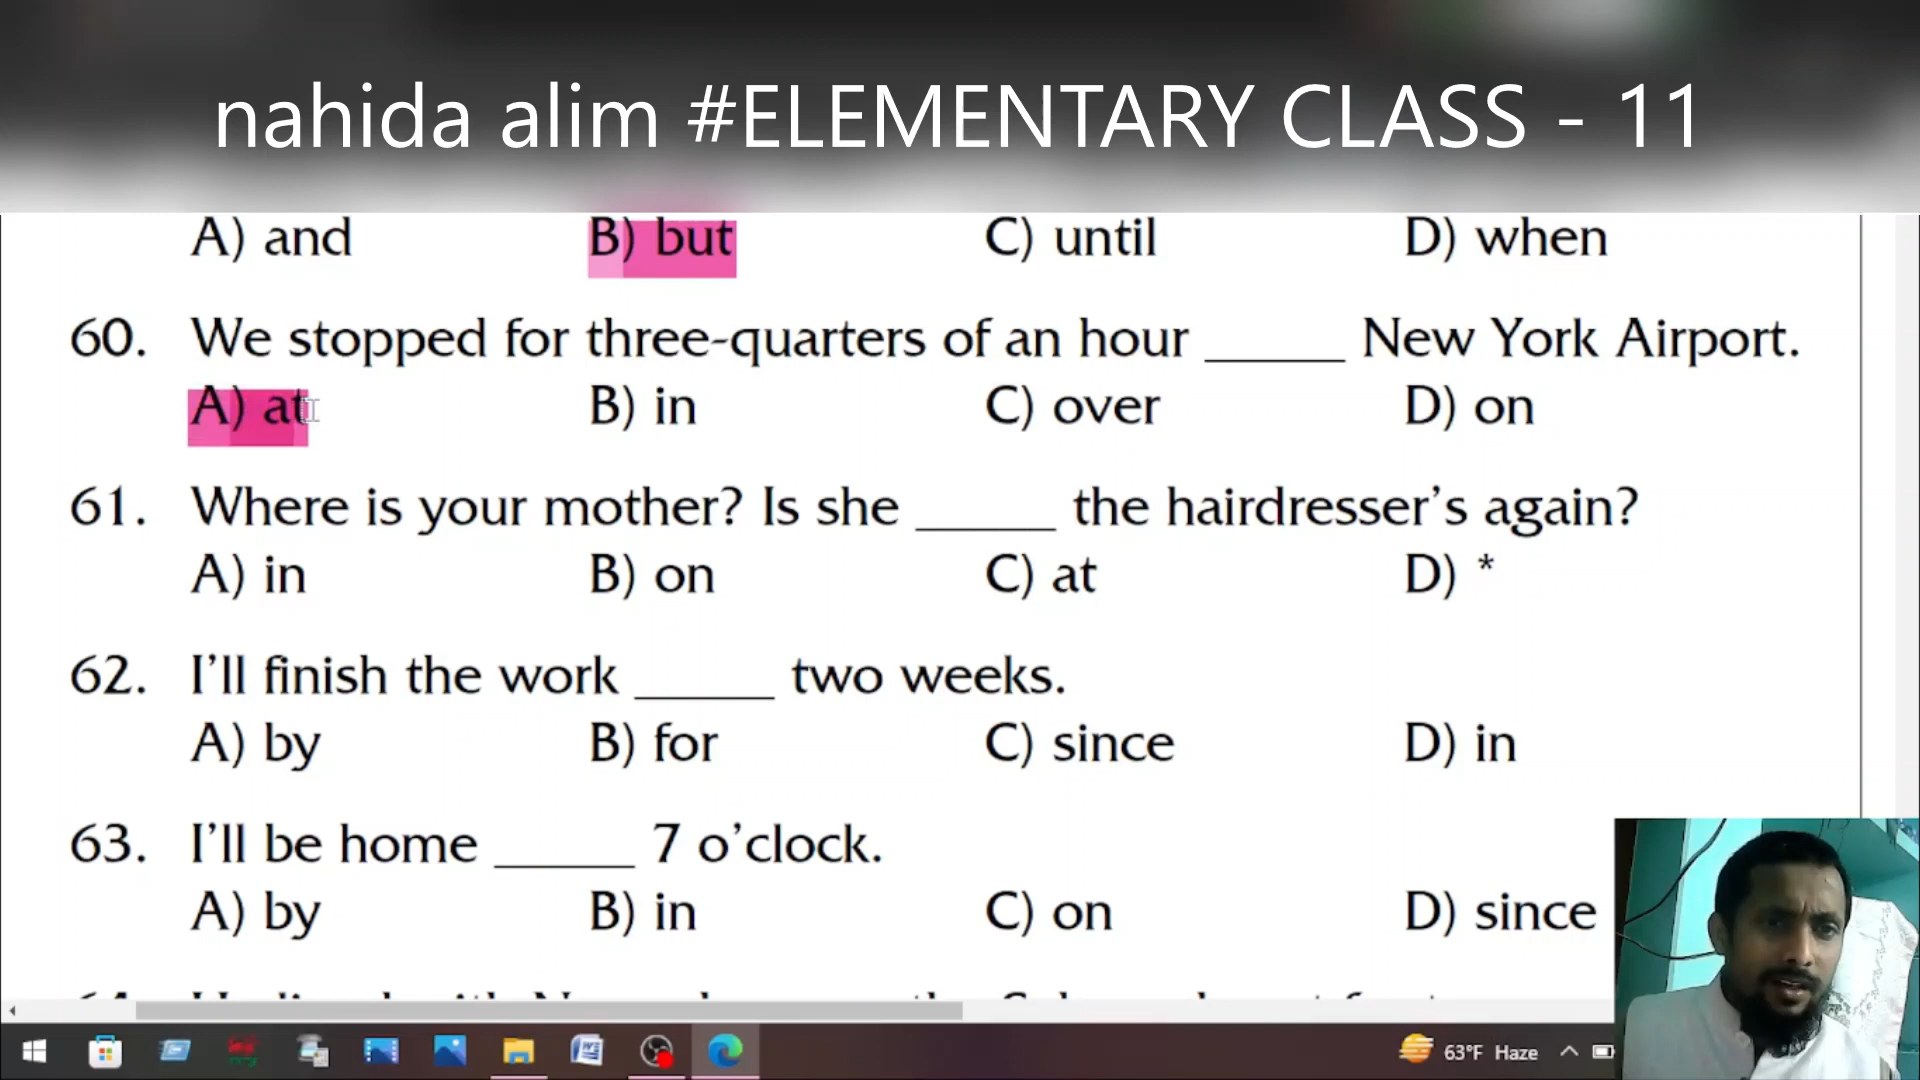 nahida alim #ELEMENTARY CLASS - 11
A) and B) but C) until D) when
60. We stopped for three-quarters of an hour _____ New York Airport.
A) at B) in C) over D) on
61. Where is your mother? Is she _____ the hairdresser's again?
A) in B) on C) at D) *
62. I'll finish the work _____ two weeks.
A) by B) for C) since D) in
63. I'll be home _____ 7 o'clock.
A) by B) in C) on D) since
63°F Haze